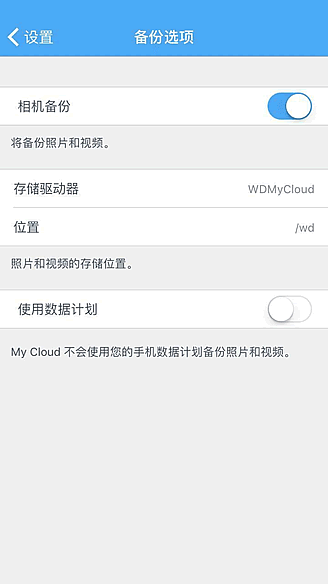 设置
备份选项
相机备份
将备份照片和视频。
存储驱动器 WDMyCloud
位置 /wd
照片和视频的存储位置。
使用数据计划
My Cloud 不会使用您的手机数据计划备份照片和视频。